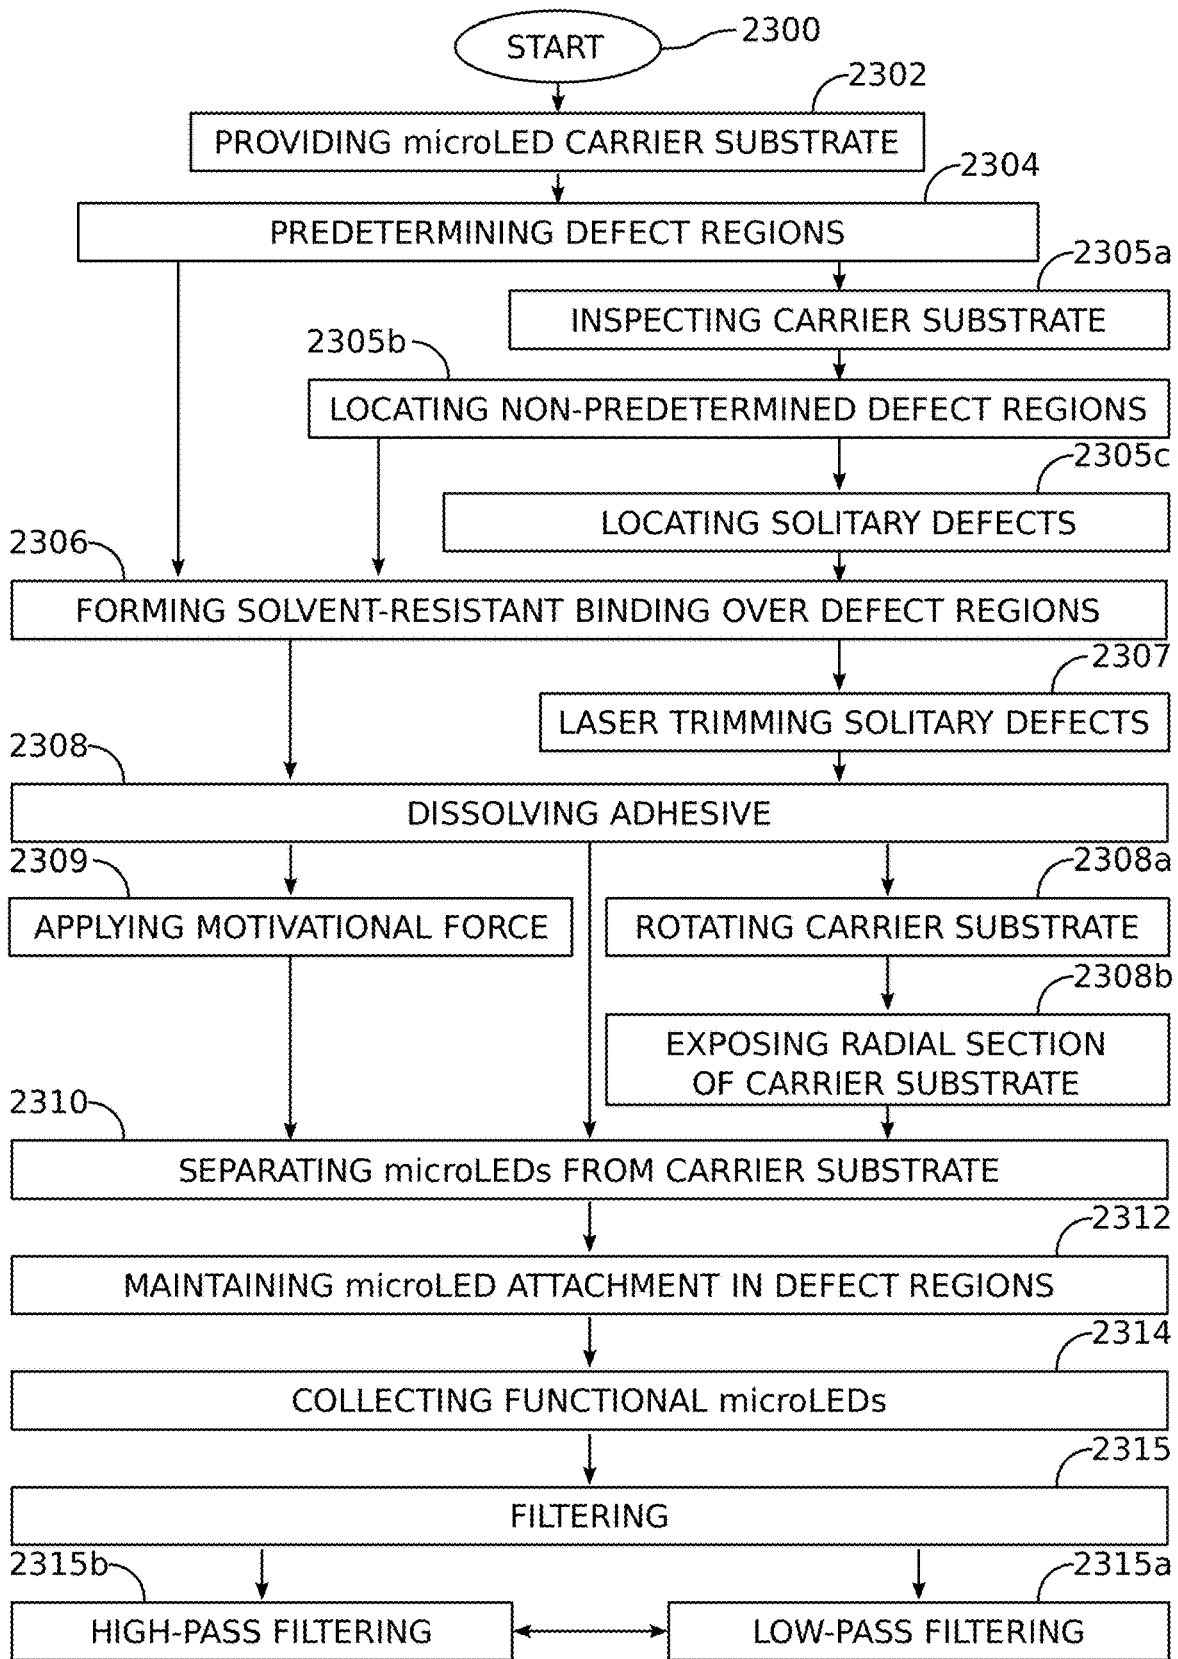 START
2300
2302
PROVIDING microLED CARRIER SUBSTRATE
2304
PREDETERMINING DEFECT REGIONS
2305a
INSPECTING CARRIER SUBSTRATE
2305b
LOCATING NON-PREDETERMINED DEFECT REGIONS
2305c
LOCATING SOLITARY DEFECTS
2306
FORMING SOLVENT-RESISTANT BINDING OVER DEFECT REGIONS
2307
LASER TRIMMING SOLITARY DEFECTS
2308
DISSOLVING ADHESIVE
2309
APPLYING MOTIVATIONAL FORCE
2308a
ROTATING CARRIER SUBSTRATE
2308b
EXPOSING RADIAL SECTION
OF CARRIER SUBSTRATE
2310
SEPARATING microLEDs FROM CARRIER SUBSTRATE
2312
MAINTAINING microLED ATTACHMENT IN DEFECT REGIONS
2314
COLLECTING FUNCTIONAL microLEDs
2315
FILTERING
2315b
HIGH-PASS FILTERING
2315a
LOW-PASS FILTERING